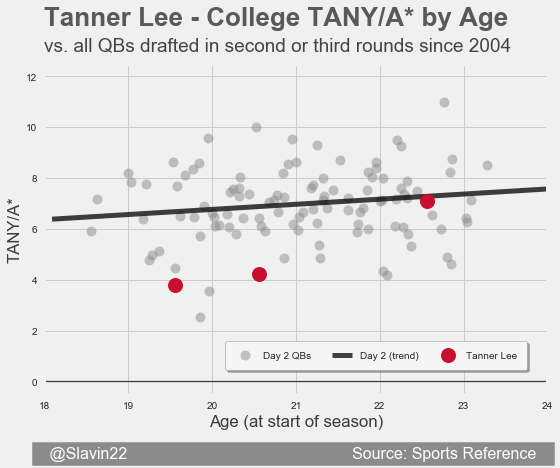 Tanner Lee - College TANY/A* by Age
vs. all QBs drafted in second or third rounds since 2004
TANY/A*
12
10
8
6
4
2
0
Day 2 QBs
Day 2 (trend)
Tanner Lee
18
19
20
21
22
23
24
Age (at start of season)
@Slavin22
Source: Sports Reference